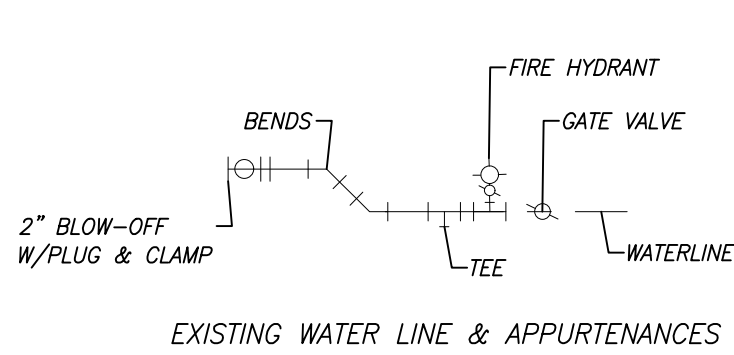 FIRE HYDRANT
BENDS
GATE VALVE
2" BLOW-OFF
W/PLUG & CLAMP
WATERLINE
TEE
EXISTING WATER LINE & APPURTENANCES